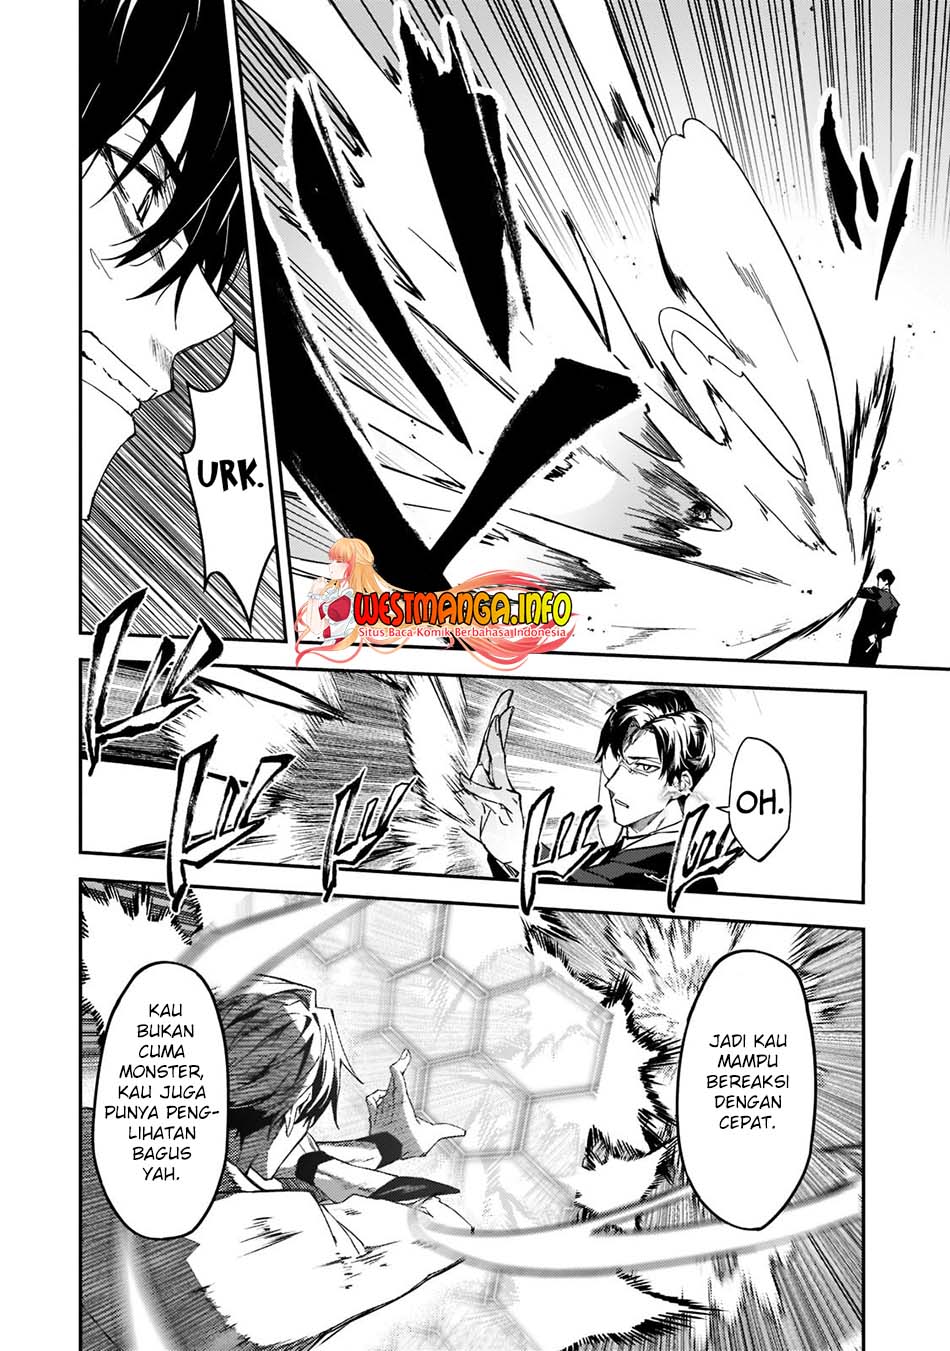 URK.
WESTMANGA.INFO
Situs Baca Komik Berbahasa Indonesia
OH.
JADI KAU
MAMPU
BEREAKSI
DENGAN
CEPAT.
KAU
BUKAN
CUMA
MONSTER,
KAU JUGA
PUNYA PENG-
LIHATAN
BAGUS
YAH.